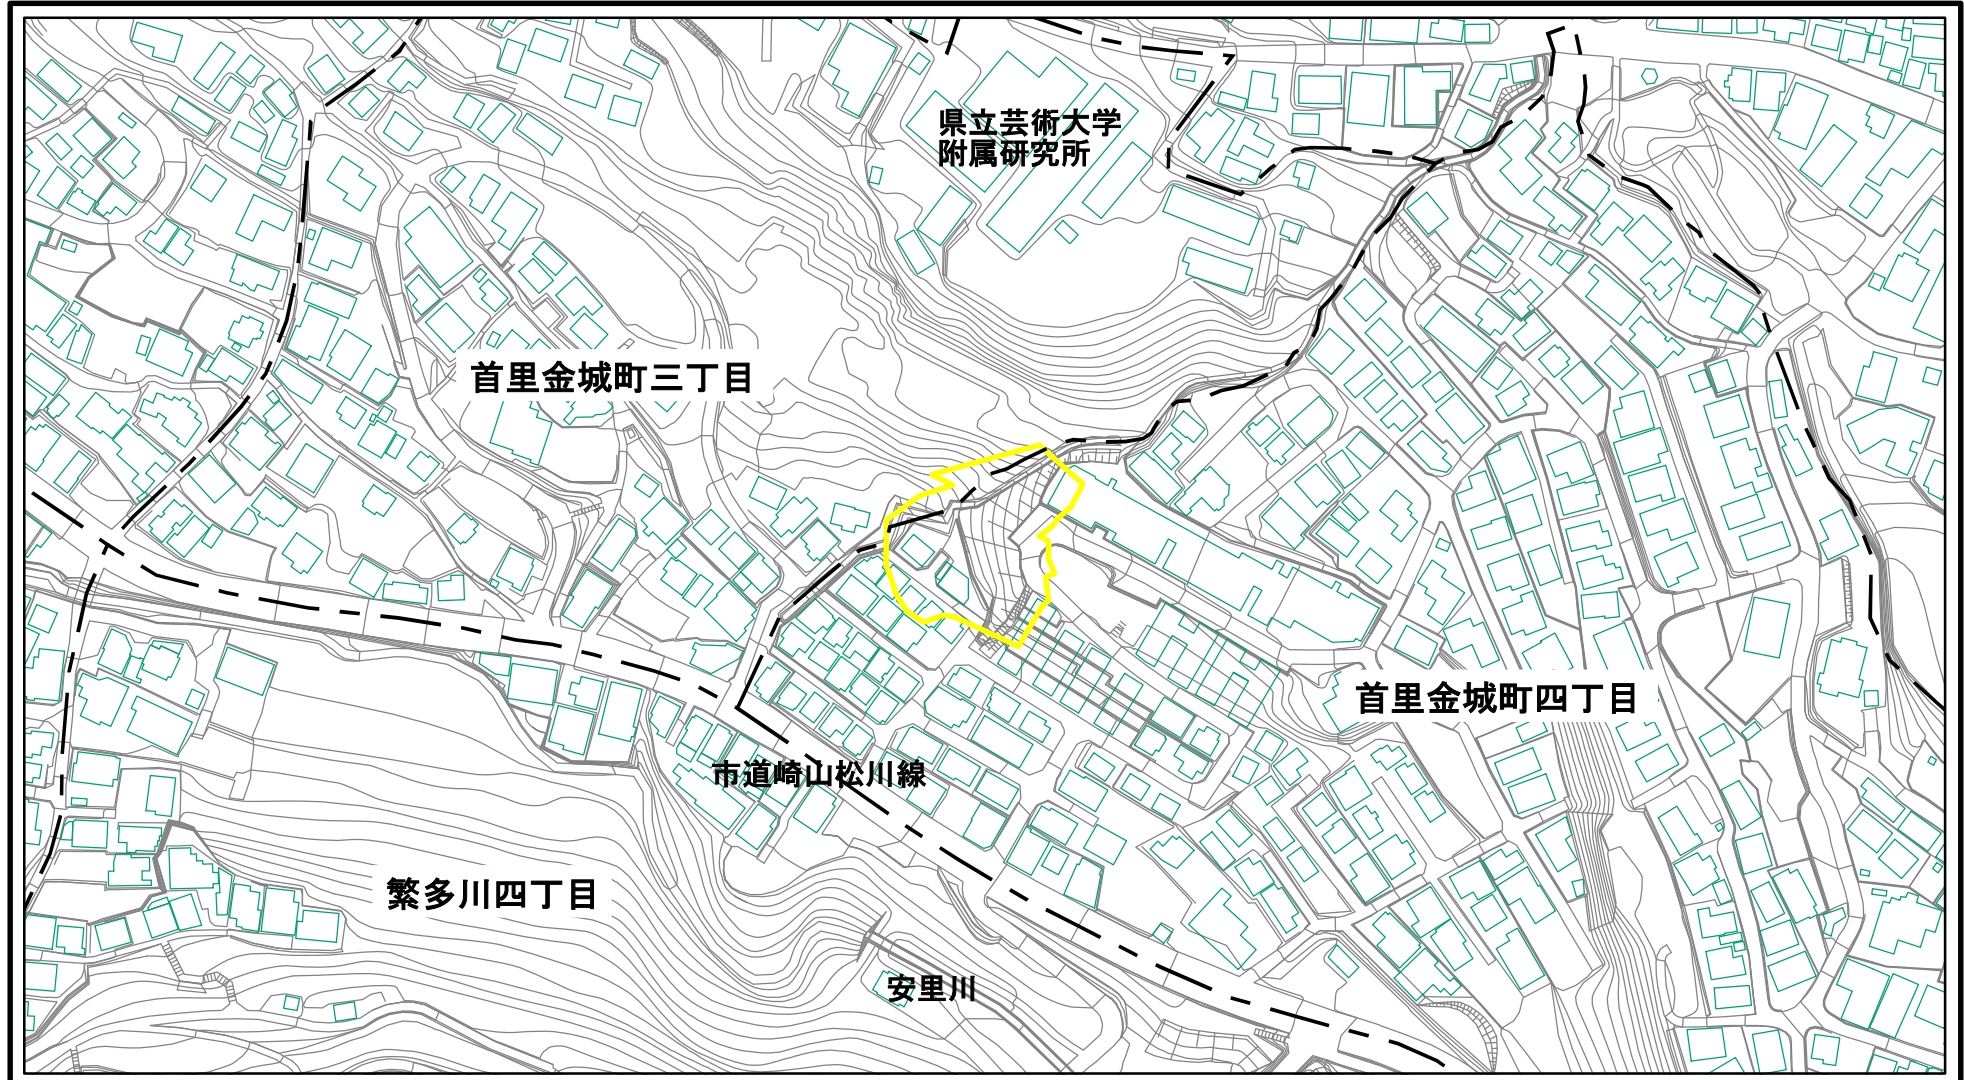 県立芸術大学
附属研究所
首里金城町三丁目
首里金城町四丁目
市道崎山松川線
繁多川四丁目
安里川